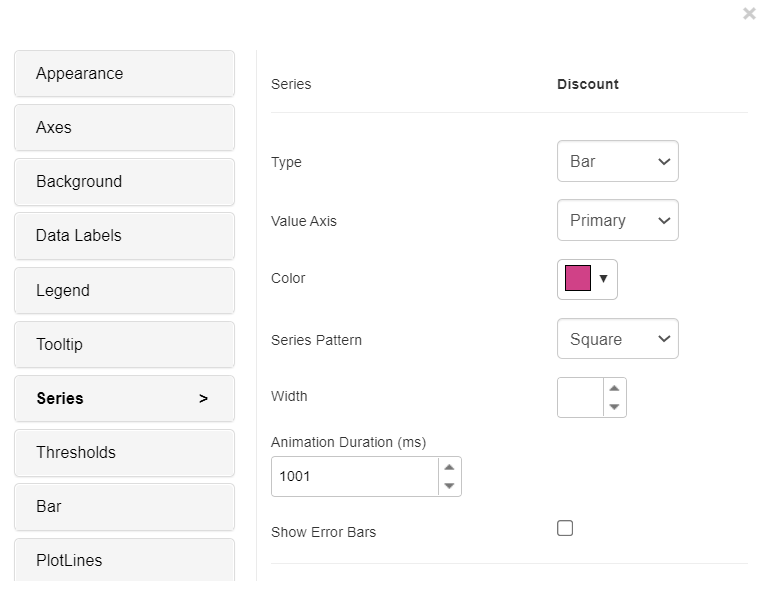 Appearance
Axes
Background
Data Labels
Legend
Tooltip
Series >
Thresholds
Bar
PlotLines
Series Discount
Type Bar
Value Axis Primary
Color
Series Pattern Square
Width
Animation Duration (ms)
1001
Show Error Bars